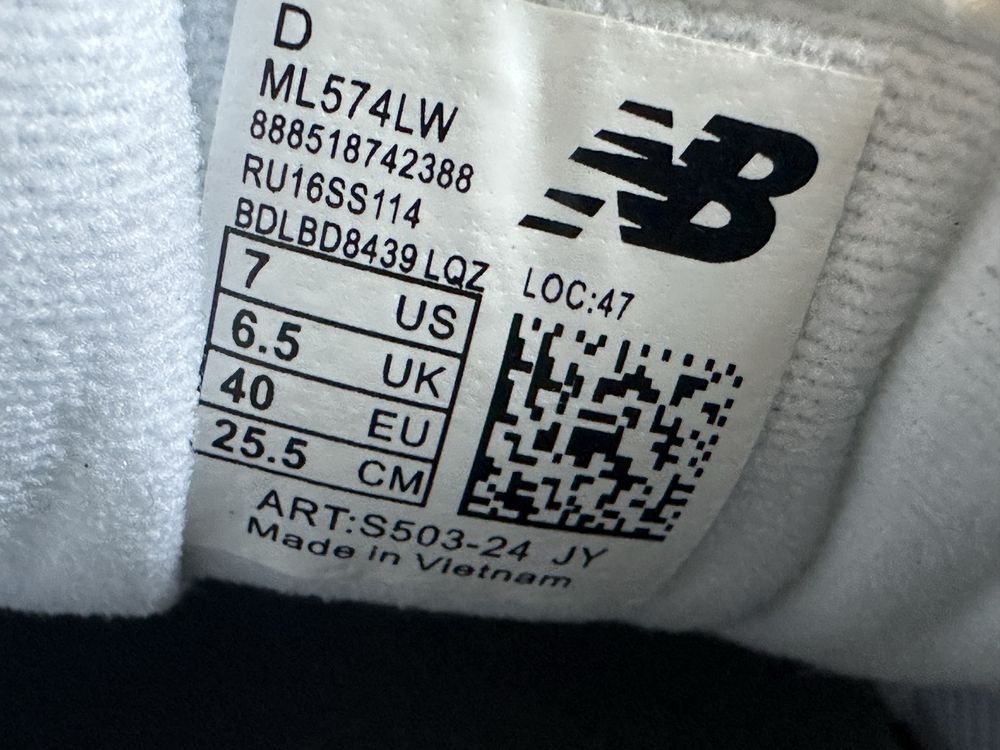 D
ML574LW
888518742388
RU16SS114
BDLBD8439 LQZ
7 US
6.5 UK
40 EU
25.5 CM
NB
LOC:47
ART:S503-24 JY
Made in Vietnam